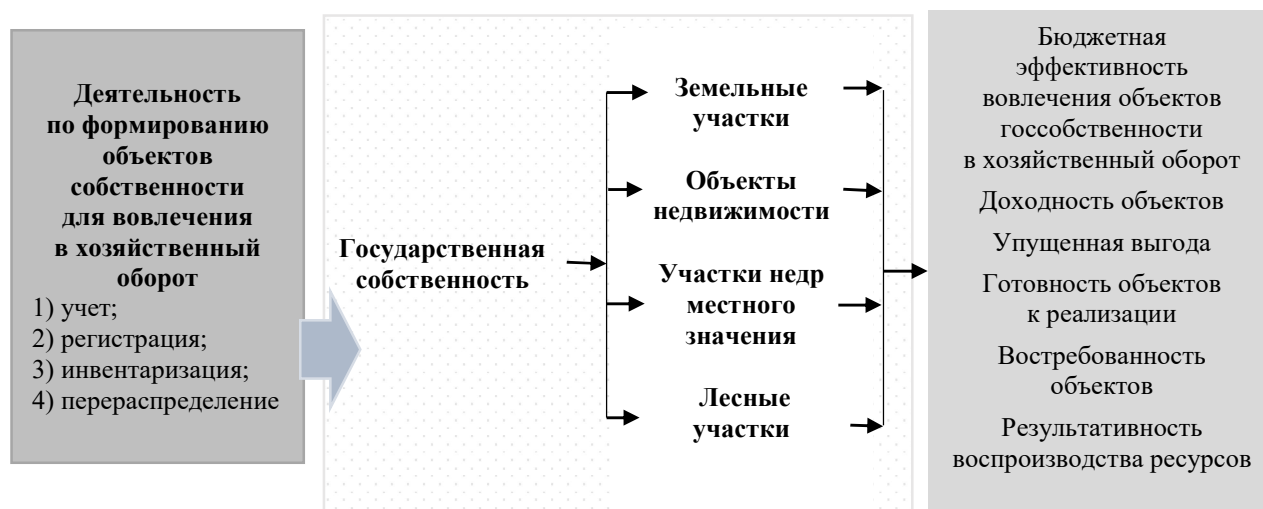 Деятельность
по формированию
объектов
собственности
для вовлечения
в хозяйственный
оборот
1) учет;
2) регистрация;
3) инвентаризация;
4) перераспределение
Государственная
собственность
Земельные
участки
Объекты
недвижимости
Участки недр
местного
значения
Лесные
участки
Бюджетная
эффективность
вовлечения объектов
госсобственности
в хозяйственный оборот
Доходность объектов
Упущенная выгода
Готовность объектов
к реализации
Востребованность
объектов
Результативность
воспроизводства ресурсов